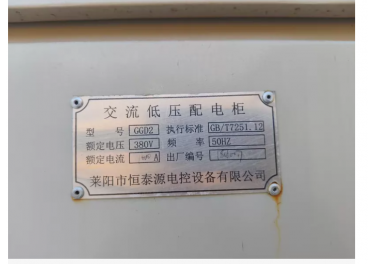 交流低压配电柜
型 号 GGD2 执行标准 GB/T7251.12
额定电压 380V 频 率 50HZ
额定电流 A 出厂编号
莱阳市恒泰源电控设备有限公司